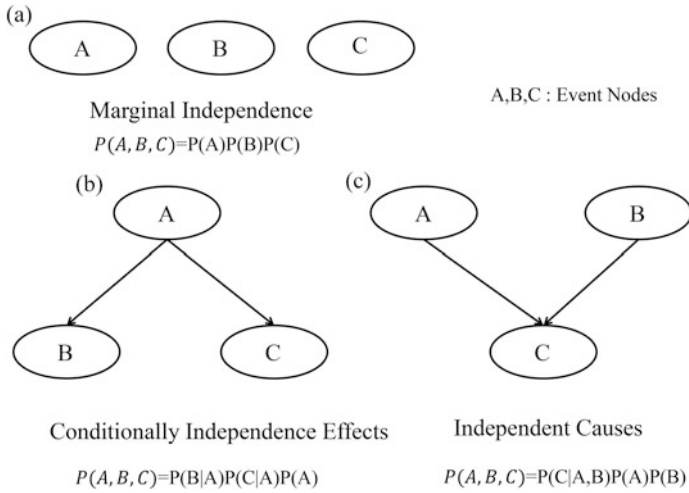 (a)
A B C
A,B,C : Event Nodes
Marginal Independence
P(A, B, C)=P(A)P(B)P(C)
(b)
A
B
C
Conditionally Independence Effects
P(A, B, C)=P(B|A)P(C|A)P(A)
(c)
A
B
C
Independent Causes
P(A, B, C)=P(C|A,B)P(A)P(B)